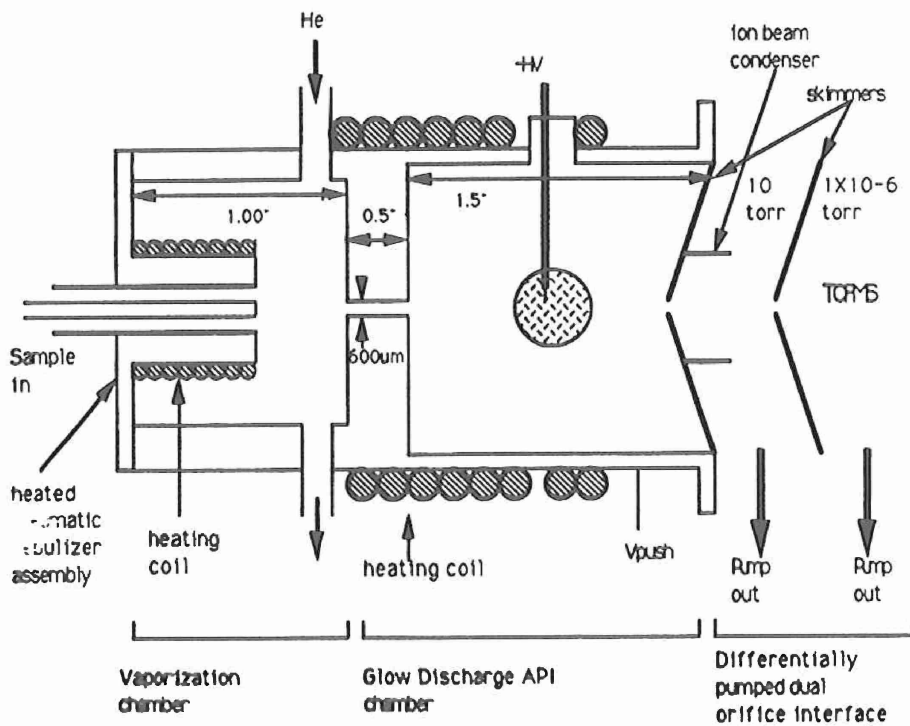 He
-HV
Ion beam
condenser
skimmers
10
torr
1X10-6
torr
1.00"
0.5"
1.5"
TOFMS
600um
Sample
in
heated
assembly
heating
coil
heating coil
Vpush
Pump
out
Pump
out
Vaporization
chamber
Glow Discharge API
chamber
Differentially
pumped dual
orifice interface